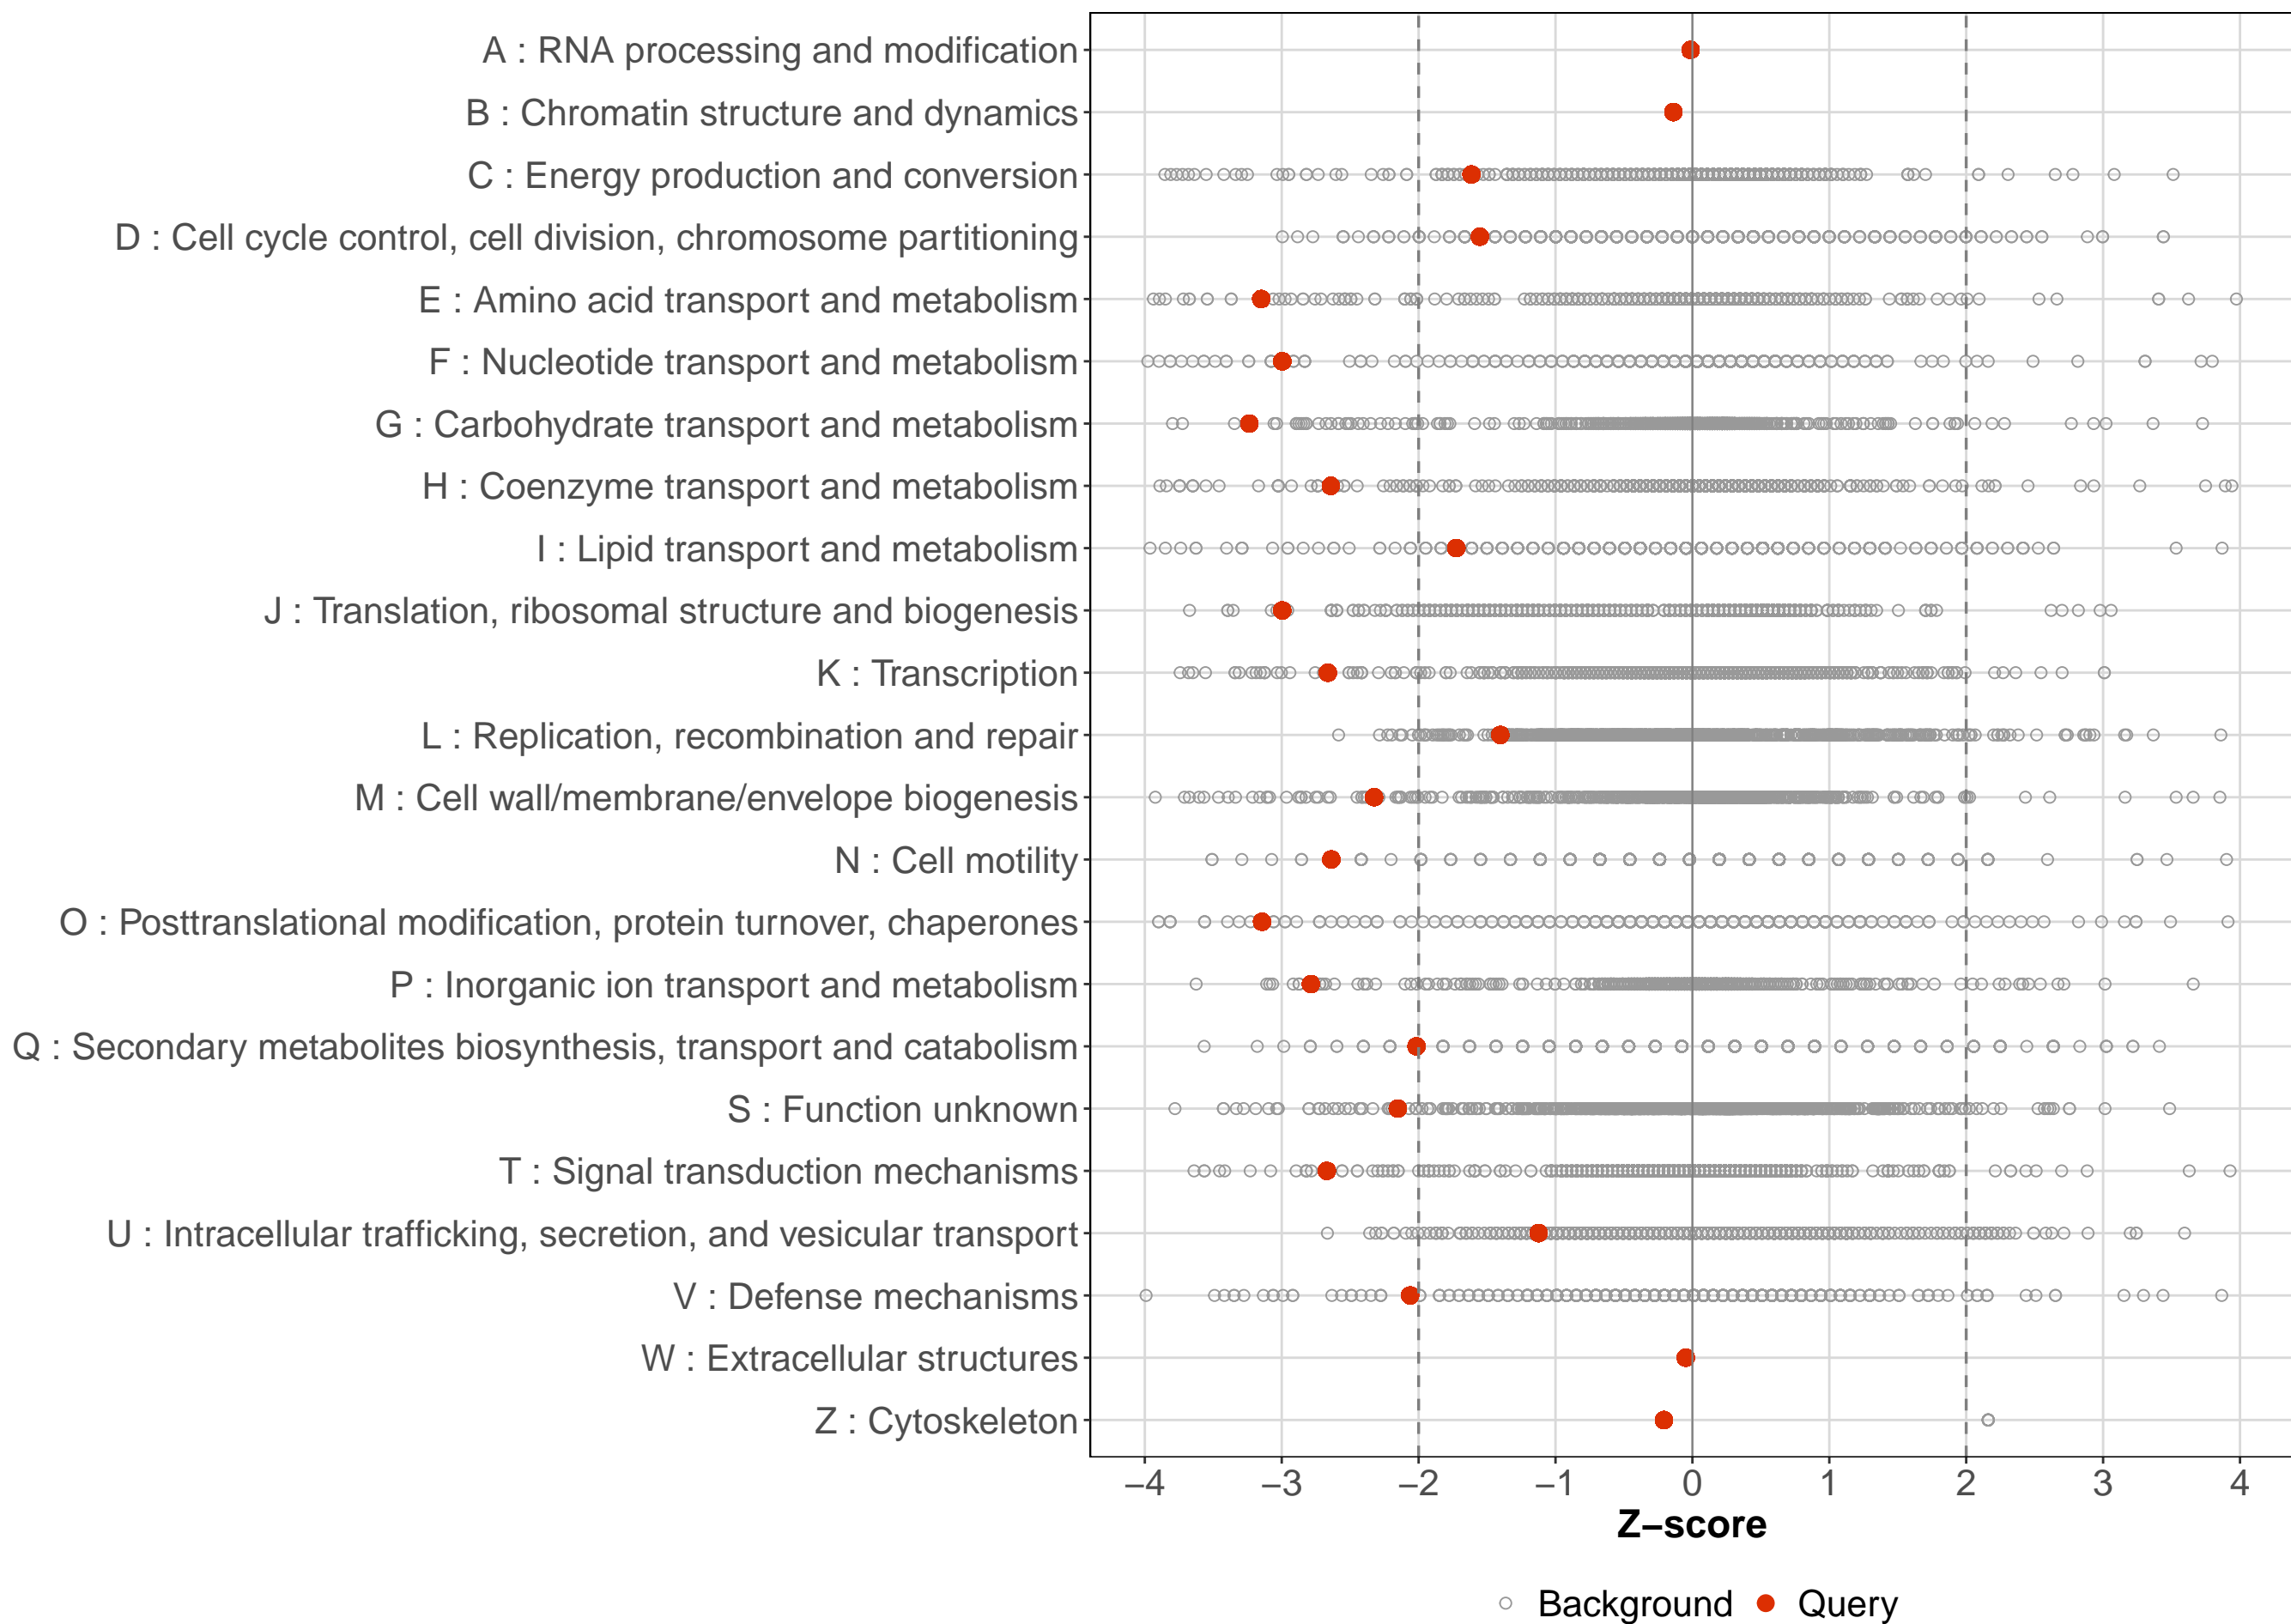 A : RNA processing and modification
B : Chromatin structure and dynamics
C : Energy production and conversion
D : Cell cycle control, cell division, chromosome partitioning
E : Amino acid transport and metabolism
F : Nucleotide transport and metabolism
G : Carbohydrate transport and metabolism
H : Coenzyme transport and metabolism
I : Lipid transport and metabolism
J : Translation, ribosomal structure and biogenesis
K : Transcription
L : Replication, recombination and repair
M : Cell wall/membrane/envelope biogenesis
N : Cell motility
O : Posttranslational modification, protein turnover, chaperones
P : Inorganic ion transport and metabolism
Q : Secondary metabolites biosynthesis, transport and catabolism
S : Function unknown
T : Signal transduction mechanisms
U : Intracellular trafficking, secretion, and vesicular transport
V : Defense mechanisms
W : Extracellular structures
Z : Cytoskeleton
−4 −3 −2 −1 0 1 2 3 4
Z−score
Background Query